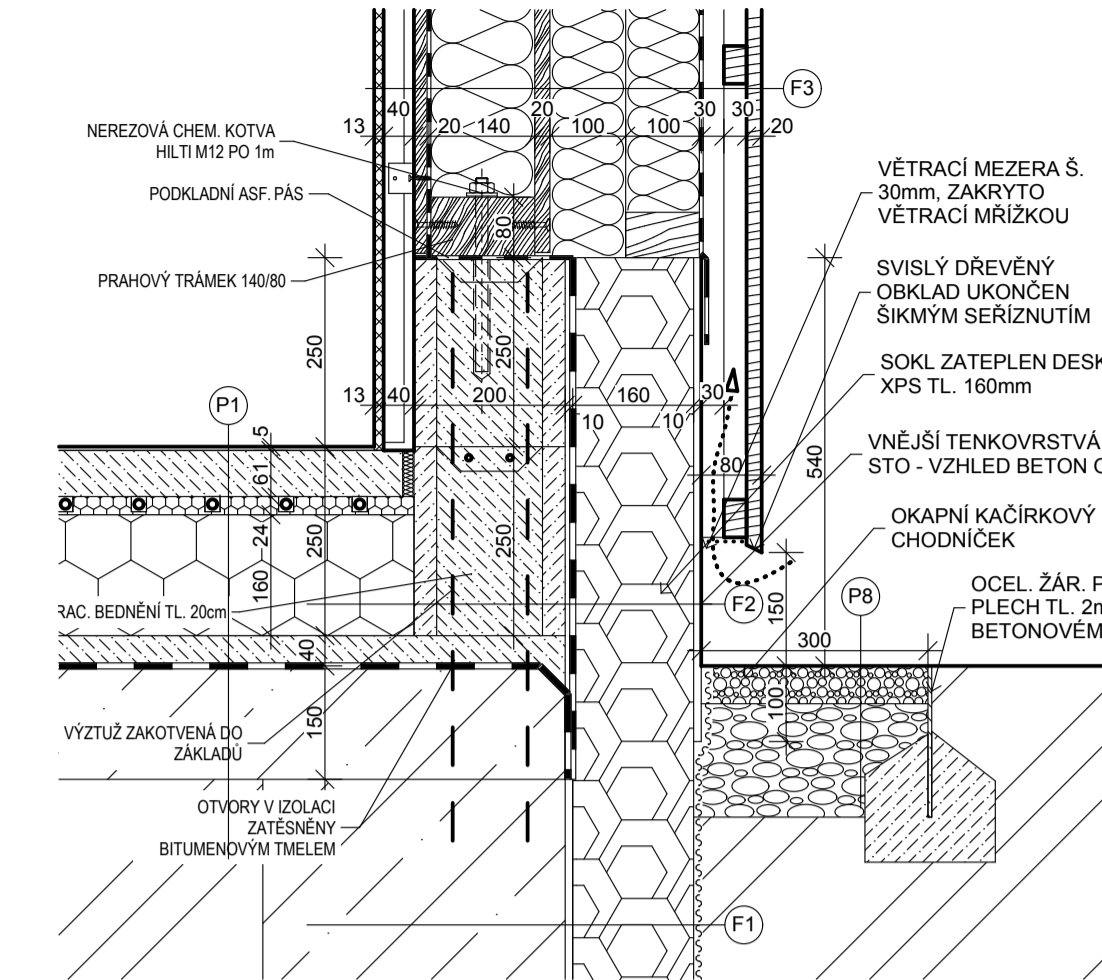 NEREZOVÁ CHEM. KOTVA
HILTI M12 PO 1m
PODKLADNÍ ASF. PÁS
PRAHOVÝ TRÁMEK 140/80
F3
13
40
20
140
20
100
100
30
30
20
80
VĚTRACÍ MEZERA Š.
30mm, ZAKRYTO
VĚTRACÍ MŘÍŽKOU
SVISLÝ DŘEVĚNÝ
OBKLAD UKONČEN
ŠIKMÝM SEŘÍZNUTÍM
SOKL ZATEPLEN DESK
XPS TL. 160mm
VNĚJŠÍ TENKOVRSTVÁ
STO - VZHLED BETON
OKAPNÍ KAČÍRKOVÝ
CHODNÍČEK
OCEL. ŽÁR. P
PLECH TL. 2m
BETONOVÉM
250
250
13
40
200
10
160
10
30
80
540
P1
5
61
24
160
250
250
40
150
RAC. BEDNĚNÍ TL. 20cm
F2
P8
150
300
100
VÝZTUŽ ZAKOTVENÁ DO
ZÁKLADŮ
OTVORY V IZOLACI
ZATĚSNĚNY
BITUMENOVÝM TMELEM
F1